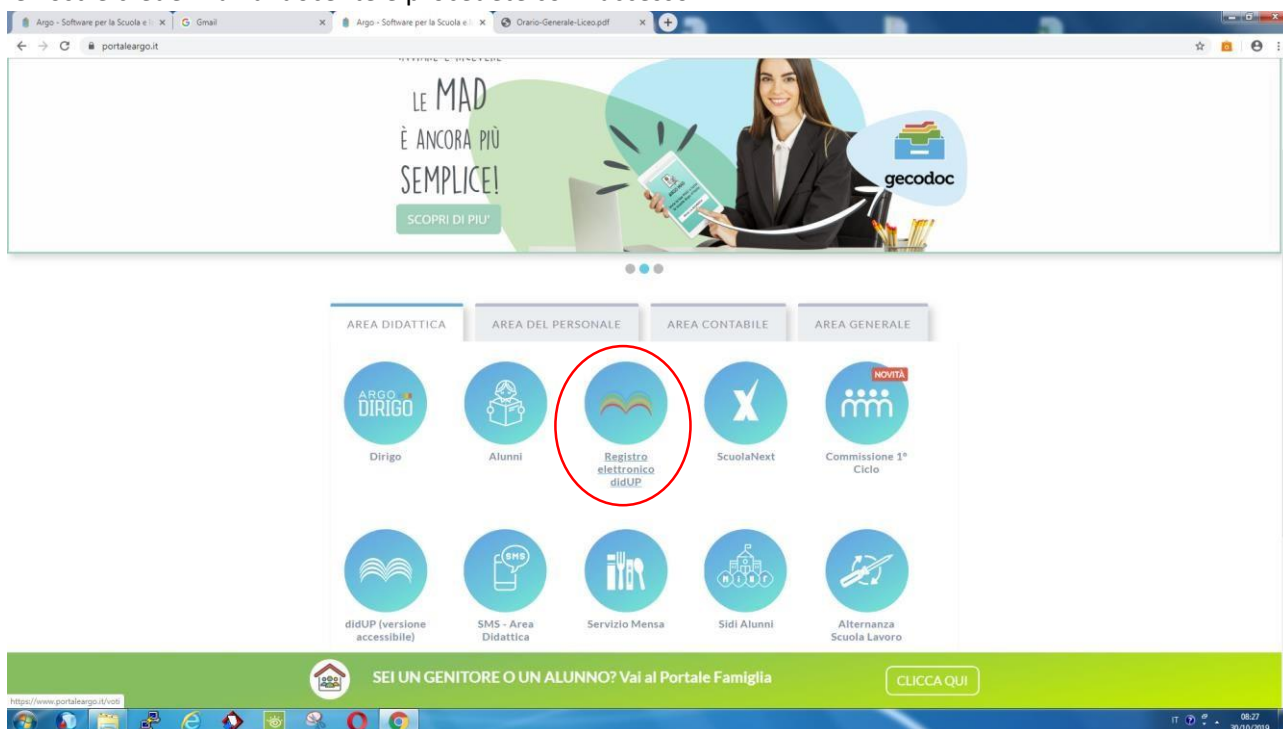 Argo - Software per la Scuola e
Gmail
Argo - Software per la Scuola e
Orario-Generale-Liceo.pdf
portaleargo.it
LE MAD
È ANCORA PIÙ
SEMPLICE!
SCOPRI DI PIU'
gecodoc
AREA DIDATTICA
AREA DEL PERSONALE
AREA CONTABILE
AREA GENERALE
NOVITÀ
ARGO
DIRIGO
Dirigo
Alunni
Registro
elettronico
didUP
ScuolaNext
Commissione 1°
Ciclo
SMS
MIUR
didUP (versione
accessibile)
SMS - Area
Didattica
Servizio Mensa
Sidi Alunni
Alternanza
Scuola Lavoro
SEI UN GENITORE O UN ALUNNO? Vai al Portale Famiglia
CLICCA QUI
https://www.portaleargo.it/voti
IT
08:27
30/10/2019